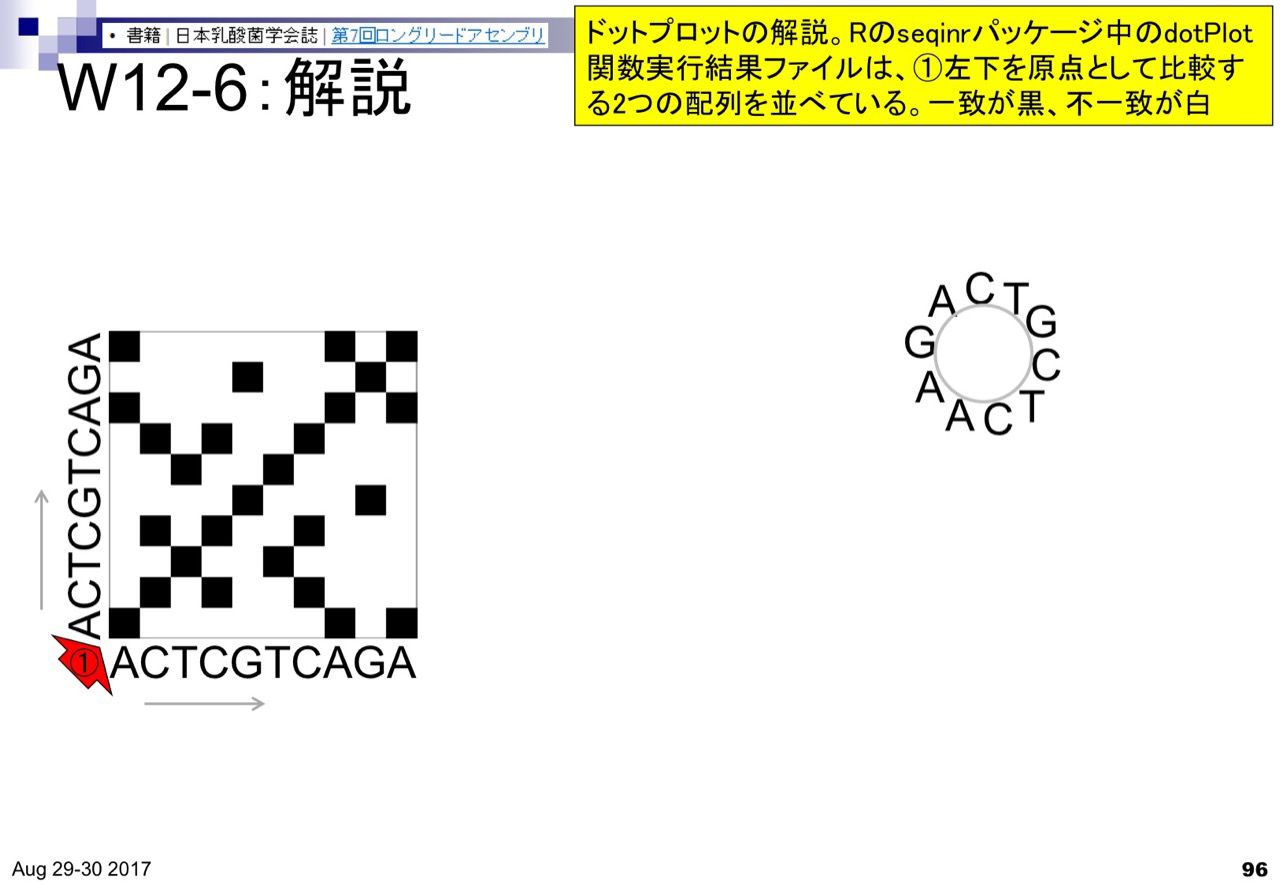 • 書籍 | 日本乳酸菌学会誌 | 第7回ロングリードアセンブリ
W12-6：解説
ドットプロットの解説。Rのseqinrパッケージ中のdotPlot
関数実行結果ファイルは、①左下を原点として比較す
る2つの配列を並べている。一致が黒、不一致が白
ACTCGTCAGA
①
ACTCGTCAGA
ACTGCTCAAG
Aug 29-30 2017
96